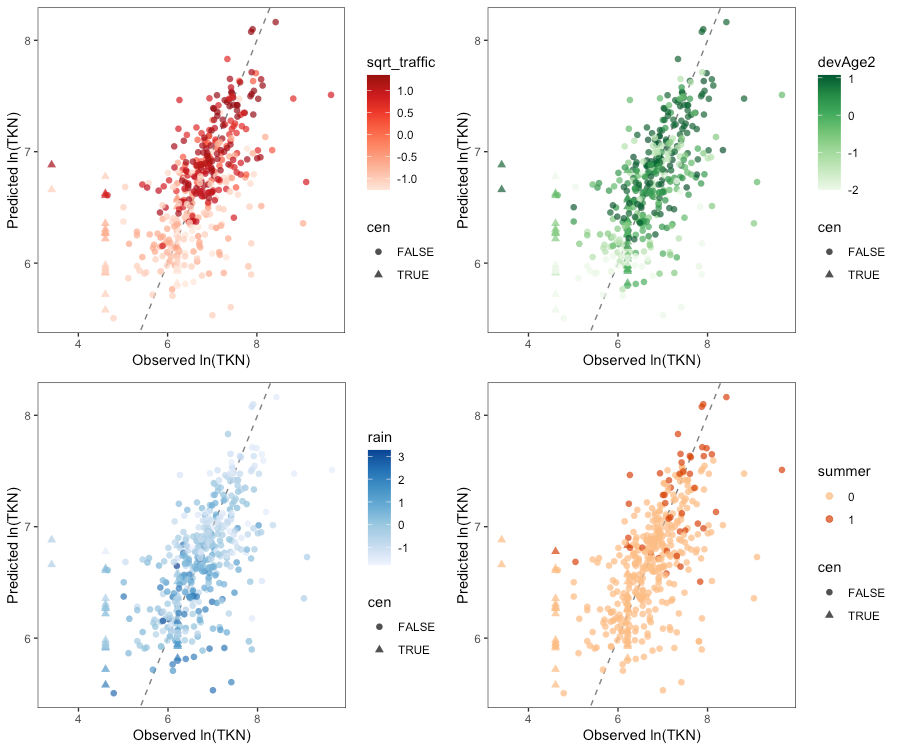 8
7
6
4
6
8
Observed ln(TKN)
Predicted ln(TKN)
sqrt_traffic
1.0
0.5
0.0
-0.5
-1.0
cen
FALSE
TRUE
8
7
6
4
6
8
Observed ln(TKN)
Predicted ln(TKN)
devAge2
1
0
-1
-2
cen
FALSE
TRUE
8
7
6
4
6
8
Observed ln(TKN)
Predicted ln(TKN)
rain
3
2
1
0
-1
cen
FALSE
TRUE
8
7
6
4
6
8
Observed ln(TKN)
Predicted ln(TKN)
summer
0
1
cen
FALSE
TRUE